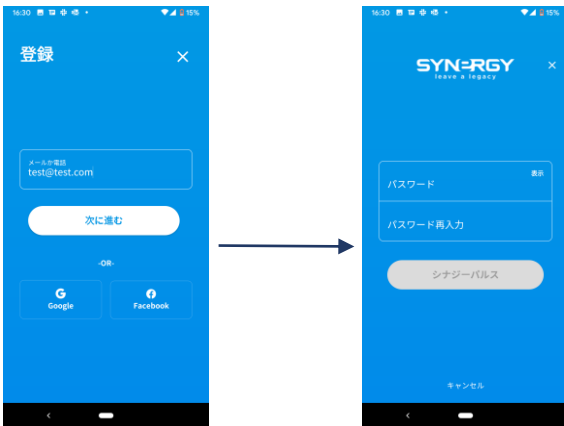 16:30
15%
登録
メールか電話
test@test.com
次に進む
-OR-
Google
Facebook
16:30
15%
SYNERGY
leave a legacy
表示
パスワード
パスワード再入力
シナジーパルス
キャンセル